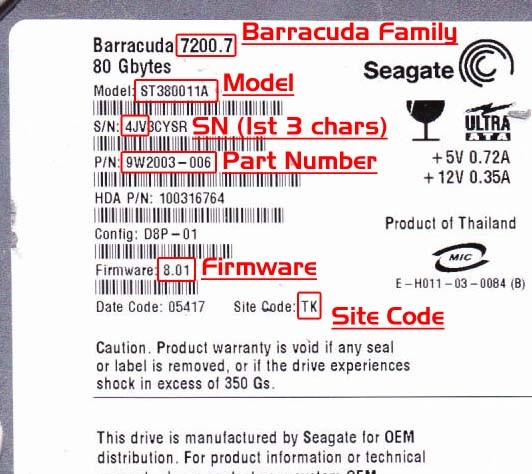 Barracuda 7200.7 Barracuda Family
80 Gbytes
Seagate
Model: ST380011A Model
S/N: 4JV3CYSR SN (1st 3 chars)
ULTRA
ATA
P/N: 9W2003-006 Part Number
+5V 0.72A
+12V 0.35A
HDA P/N: 100316764
Product of Thailand
Config: D8P-01
MIC
Firmware: 8.01 Firmware
E-H011-03-0084 (B)
Date Code: 05417 Site Code: TK Site Code
Caution. Product warranty is void if any seal
or label is removed, or if the drive experiences
shock in excess of 350 Gs.
This drive is manufactured by Seagate for OEM
distribution. For product information or technical